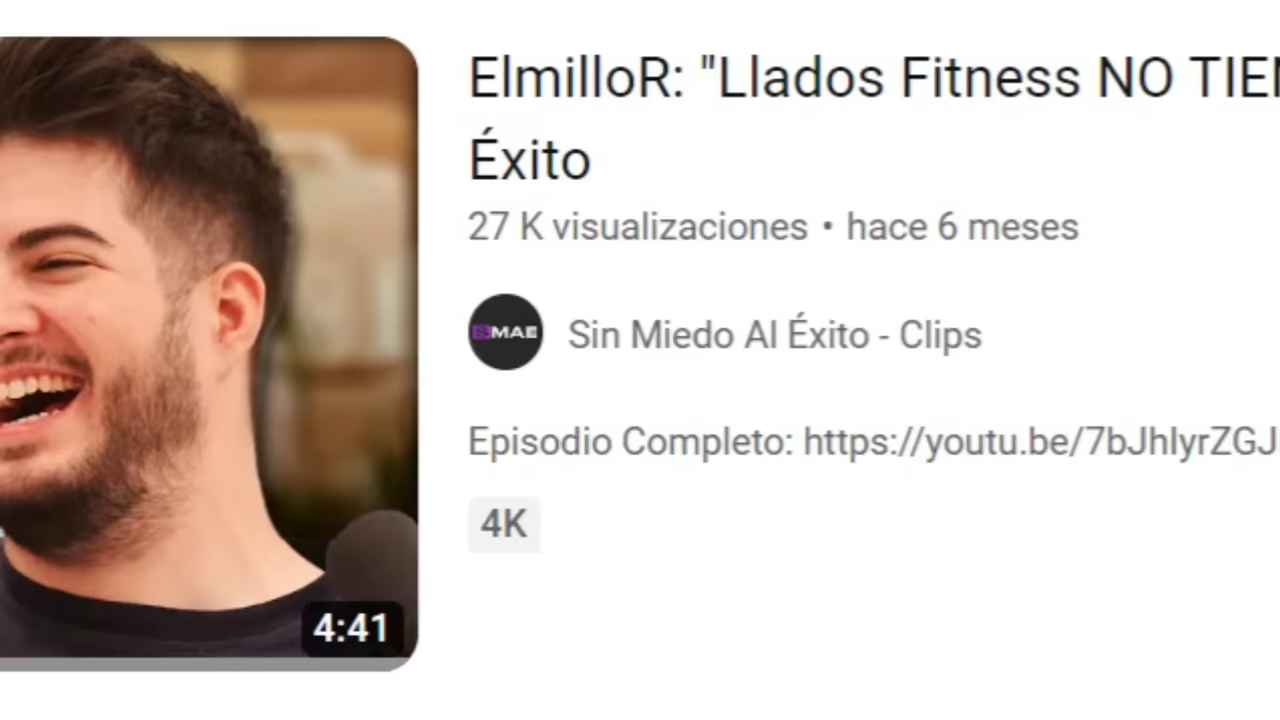 ElmilloR: "Llados Fitness NO TIEN
Éxito
27 K visualizaciones • hace 6 meses
SMAE
Sin Miedo Al Éxito - Clips
Episodio Completo: https://youtu.be/7bJhlyrZGJ
4K
4:41